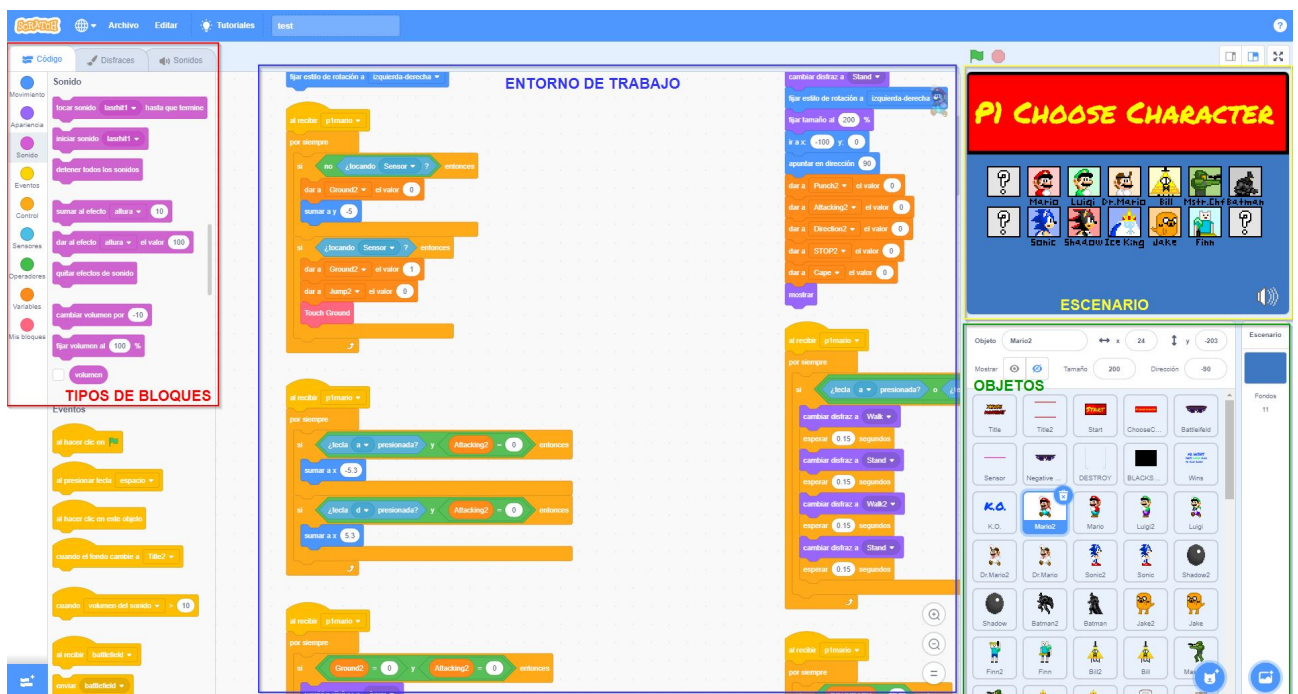 SCRATCH
Archivo
Editar
Tutoriales
test
Código
Disfraces
Sonidos
Movimiento
Apariencia
Sonido
Eventos
Control
Sensores
Operadores
Variables
Mis bloques
Sonido
tocar sonido lasrhit1 hasta que termine
iniciar sonido lasrhit1
detener todos los sonidos
sumar al efecto altura 10
dar al efecto altura el valor 100
quitar efectos de sonido
cambiar volumen por -10
fijar volumen al 100 %
volumen
TIPOS DE BLOQUES
Eventos
al hacer clic en
al presionar tecla espacio
al hacer clic en este objeto
cuando el fondo cambie a Title2
cuando volumen del sonido > 10
al recibir battlefield
enviar battlefield
ENTORNO DE TRABAJO
fijar estilo de rotación a izquierda-derecha
al recibir p1mario
por siempre
si no ¿tocando Sensor ? entonces
dar a Ground2 el valor 0
sumar a y -5
si ¿tocando Sensor ? entonces
dar a Ground2 el valor 1
dar a Jump2 el valor 0
Touch Ground
al recibir p1mario
por siempre
si ¿tecla a presionada? y Attacking2 = 0 entonces
sumar a x -5.3
si ¿tecla d presionada? y Attacking2 = 0 entonces
sumar a x 5.3
al recibir p1mario
por siempre
si Ground2 = 0 y Attacking2 = 0 entonces
cambiar disfraz a Stand
fijar estilo de rotación a izquierda-derecha
fijar tamaño al 200 %
ir a x: -100 y: 0
apuntar en dirección 90
dar a Punch2 el valor 0
dar a Attacking2 el valor 0
dar a Direction2 el valor 0
dar a STOP2 el valor 0
dar a Cape el valor 0
mostrar
al recibir p1mario
por siempre
si ¿tecla a presionada? o
cambiar disfraz a Walk
esperar 0.15 segundos
cambiar disfraz a Stand
esperar 0.15 segundos
cambiar disfraz a Walk2
esperar 0.15 segundos
cambiar disfraz a Stand
esperar 0.15 segundos
al recibir p1mario
por siempre
P1 CHOOSE CHARACTER
Mario Luigi Dr.Mario Bill Mstr.Chf Batman
Sonic Shadow Ice King Jake Finn
ESCENARIO
Objeto Mario2 x 24 y -203
Mostrar Tamaño 200 Dirección -90
OBJETOS
Escenario
Fondos
11
Title Title2 Start ChooseC... Battlefeild
Sensor Negative ... DESTROY BLACKS... Wins
K.O.
K.O. Mario2 Mario Luigi2 Luigi
Dr.Mario2 Dr.Mario Sonic2 Sonic Shadow2
Shadow Batman2 Batman Jake2 Jake
Finn2 Finn Bill2 Bill